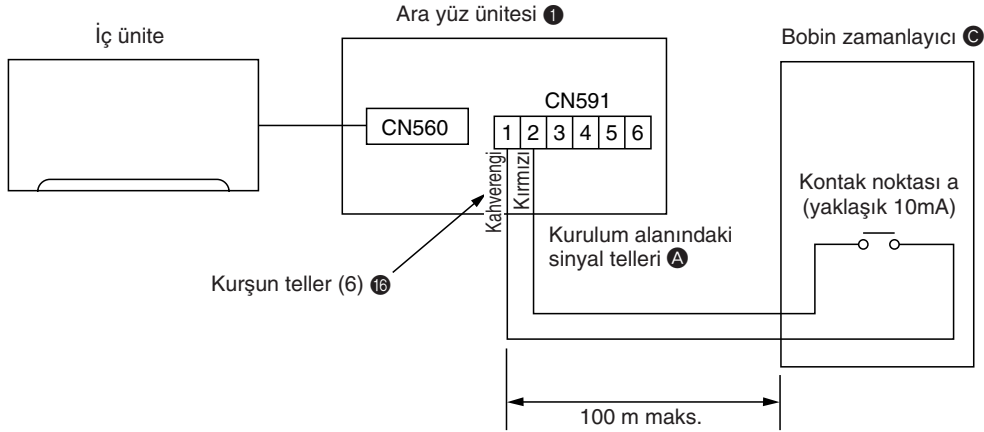 Ara yüz ünitesi ❶
İç ünite
Bobin zamanlayıcı 🅒
CN591
CN560
1 2 3 4 5 6
Kahverengi
Kırmızı
Kontak noktası a
(yaklaşık 10mA)
Kurulum alanındaki
sinyal telleri 🅐
Kurşun teller (6) ⓰
100 m maks.